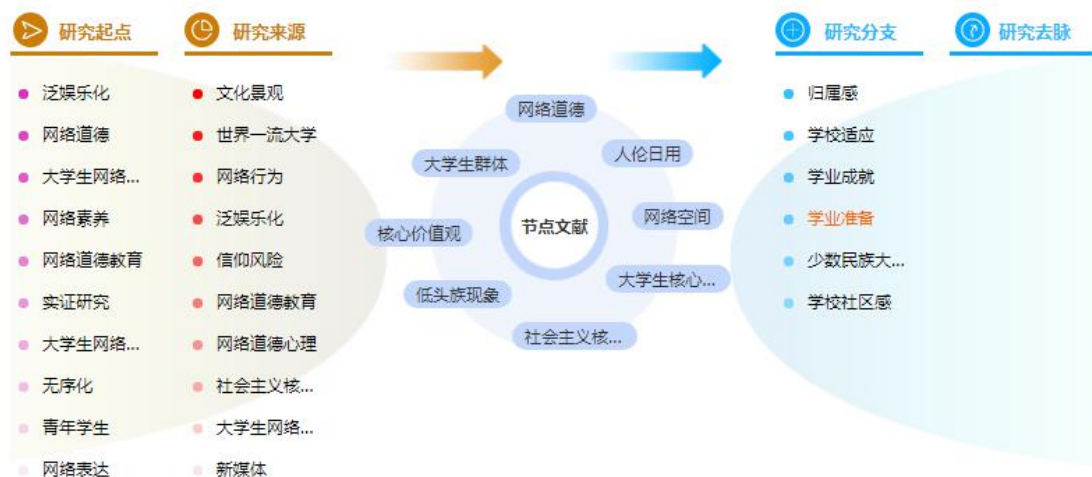 研究起点
研究来源
研究分支
研究去脉
泛娱乐化
网络道德
大学生网络...
网络素养
网络道德教育
实证研究
大学生网络...
无序化
青年学生
网络表达
文化景观
世界一流大学
网络行为
泛娱乐化
信仰风险
网络道德教育
网络道德心理
社会主义核...
大学生网络...
新媒体
网络道德
大学生群体
人伦日用
核心价值观
节点文献
网络空间
低头族现象
大学生核心...
社会主义核...
归属感
学校适应
学业成就
学业准备
少数民族大...
学校社区感